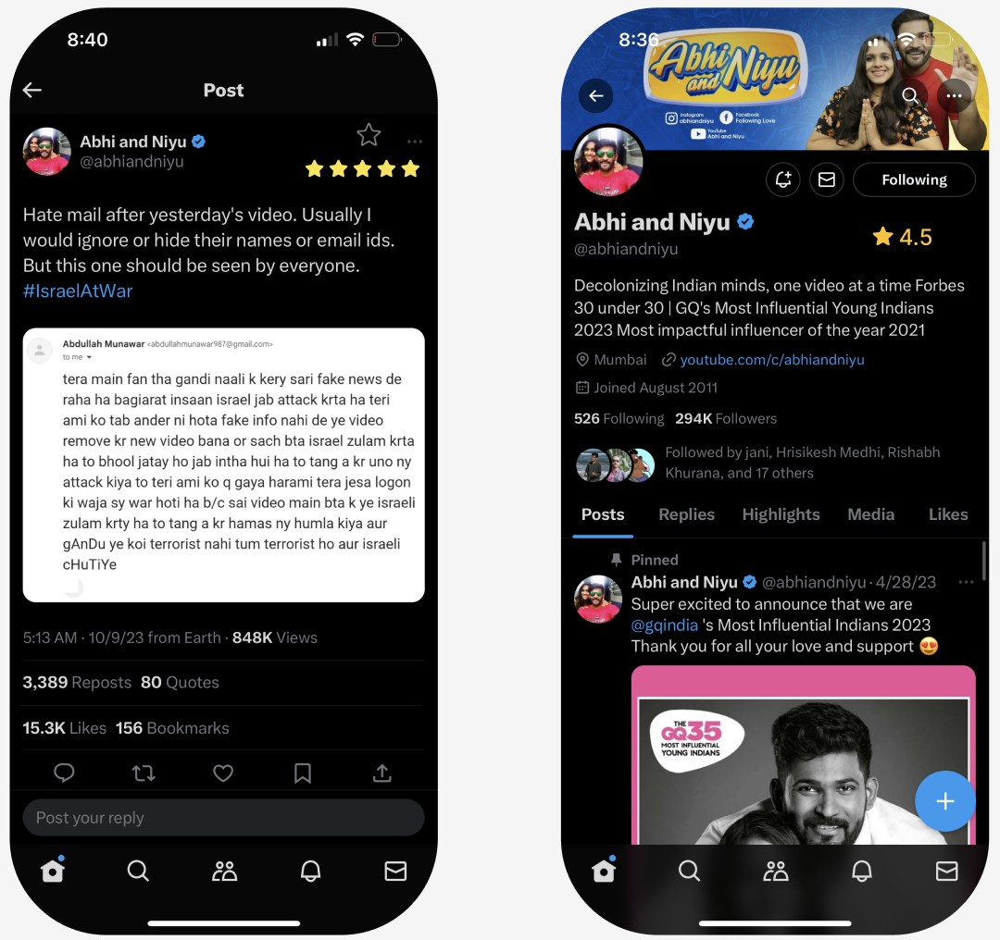 8:40
Post
Abhi and Niyu
@abhiandniyu
Hate mail after yesterday's video. Usually I
would ignore or hide their names or email ids.
But this one should be seen by everyone.
#IsraelAtWar
Abdullah Munawar <abdullahmunawar987@gmail.com>
to me
tera main fan tha gandi naali k kery sari fake news de
raha ha bagiarat insaan israel jab attack krta ha teri
ami ko tab ander ni hota fake info nahi de ye video
remove kr new video bana or sach bta israel zulam krta
ha to bhool jatay ho jab intha hui ha to tang a kr uno ny
attack kiya to teri ami ko q gaya harami tera jesa logon
ki waja sy war hoti ha b/c sai video main bta k ye israeli
zulam krty ha to tang a kr hamas ny humla kiya aur
gAnDu ye koi terrorist nahi tum terrorist ho aur israeli
cHuTiYe
5:13 AM · 10/9/23 from Earth · 848K Views
3,389 Reposts 80 Quotes
15.3K Likes 156 Bookmarks
Post your reply
8:36
Abhi
and Niyu
Instagram
abhiandniyu
Facebook
Following Love
YouTube
Abhi and Niyu
Following
Abhi and Niyu
@abhiandniyu
4.5
Decolonizing Indian minds, one video at a time Forbes
30 under 30 | GQ's Most Influential Young Indians
2023 Most impactful influencer of the year 2021
Mumbai youtube.com/c/abhiandniyu
Joined August 2011
526 Following 294K Followers
Followed by jani, Hrisikesh Medhi, Rishabh
Khurana, and 17 others
Posts Replies Highlights Media Likes
Pinned
Abhi and Niyu @abhiandniyu · 4/28/23
Super excited to announce that we are
@gqindia 's Most Influential Indians 2023
Thank you for all your love and support 😍
THE
GQ35
MOST INFLUENTIAL
YOUNG INDIANS